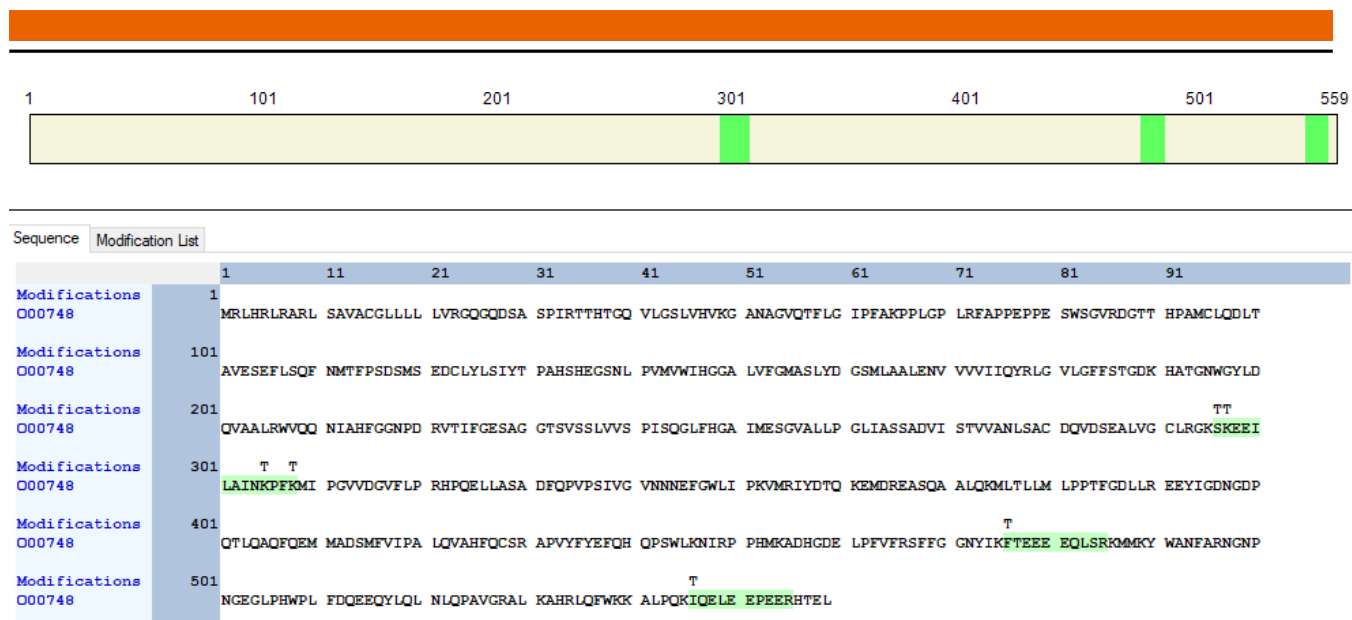 1 101 201 301 401 501 559
Sequence Modification List
1 11 21 31 41 51 61 71 81 91
Modifications 1
O00748 MRLHRLRARL SAVACGLLLL LVRGQGQDSA SPIRTTHTGQ VLGSLVHVKG ANAGVQTFLG IPFAKPPLGP LRFAPPEPPE SWSGVRDGTT HPAMCLQDLT
Modifications 101
O00748 AVESEFLSQF NMTFPSDSMS EDCLYLSIYT PAHSHEGSNL PVMVWIHGGA LVFGMASLYD GSMLAALENV VVVIIQYRLG VLGFFSTGDK HATGNWGYLD
Modifications 201 TT
O00748 QVAALRWVQQ NIAHFGGNPD RVTIFGESAG GTSVSSLVVS PISQGLFHGA IMESGVALLP GLIASSADVI STVVANLSAC DQVDSEALVG CLRGKSKEEI
Modifications 301 T T
O00748 LAINKPFKMI PGVVDGVFLP RHPQELLASA DFQPVPSIVG VNNNEFGWLI PKVMRIYDTQ KEMDREASQA ALQKMLTLLM LPPTFGDLLR EEYIGDNGDP
Modifications 401 T
O00748 QTLQAQFQEM MADSMFVIPA LQVAHFQCSR APVYFYEFQH QPSWLKNIRP PHMKADHGDE LPFVFRSFFG GNYIKFTEEE EQLSRKMMKY WANFARNGNP
Modifications 501 T
O00748 NGEGLPHWPL FDQEEQYLQL NLQPAVGRAL KAHRLQFWKK ALPQKIQELE EPEERHTEL